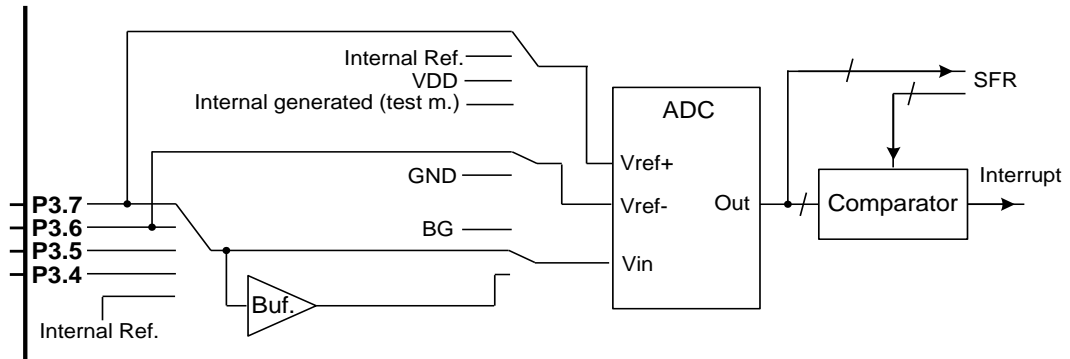 Internal Ref.
VDD
Internal generated (test m.)
ADC
SFR
Vref+
GND
Vref-
Out
Comparator
Interrupt
P3.7
P3.6
P3.5
P3.4
BG
Vin
Buf.
Internal Ref.